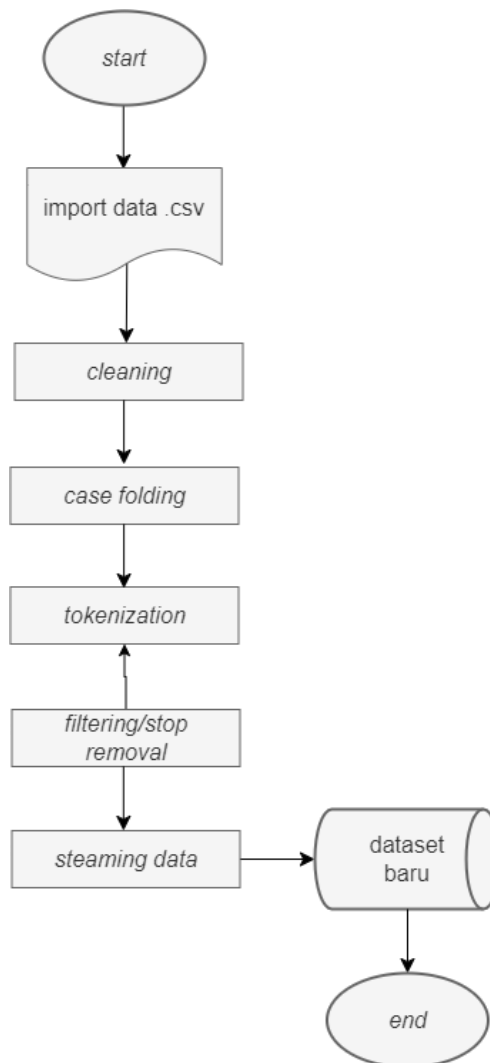 start
import data .csv
cleaning
case folding
tokenization
filtering/stop
removal
steaming data
dataset
baru
end